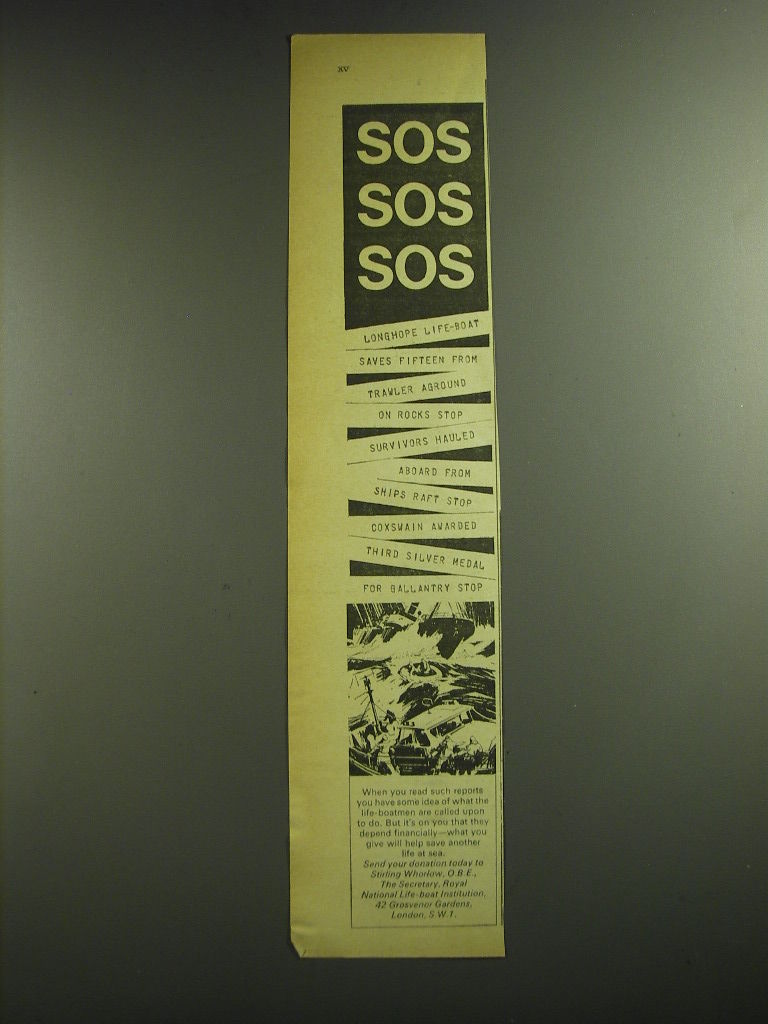 xv
SOS
SOS
SOS
LONGHOPE LIFE-BOAT
SAVES FIFTEEN FROM
TRAWLER AGROUND
ON ROCKS STOP
SURVIVORS HAULED
ABOARD FROM
SHIPS RAFT STOP
COXSWAIN AWARDED
THIRD SILVER MEDAL
FOR GALLANTRY STOP
When you read such reports
you have some idea of what the
life-boatmen are called upon
to do. But it's on you that they
depend financially—what you
give will help save another
life at sea.
Send your donation today to
Stirling Whorlow, O.B.E.,
The Secretary, Royal
National Life-boat Institution,
42 Grosvenor Gardens,
London, S.W.1.